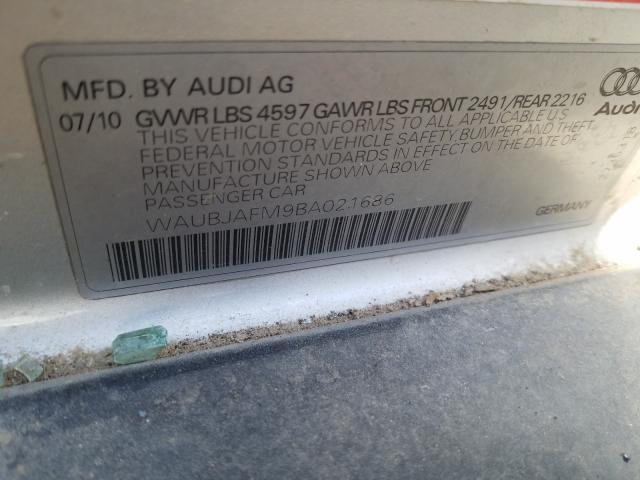 MFD. BY AUDI AG
07/10 GVWR LBS 4597 GAWR LBS FRONT 2491/REAR 2216
THIS VEHICLE CONFORMS TO ALL APPLICABLE U.S.
FEDERAL MOTOR VEHICLE SAFETY, BUMPER AND THEFT
PREVENTION STANDARDS IN EFFECT ON THE DATE OF
MANUFACTURE SHOWN ABOVE
PASSENGER CAR
WAUBJAFM9BA021686
Audi
GERMANY